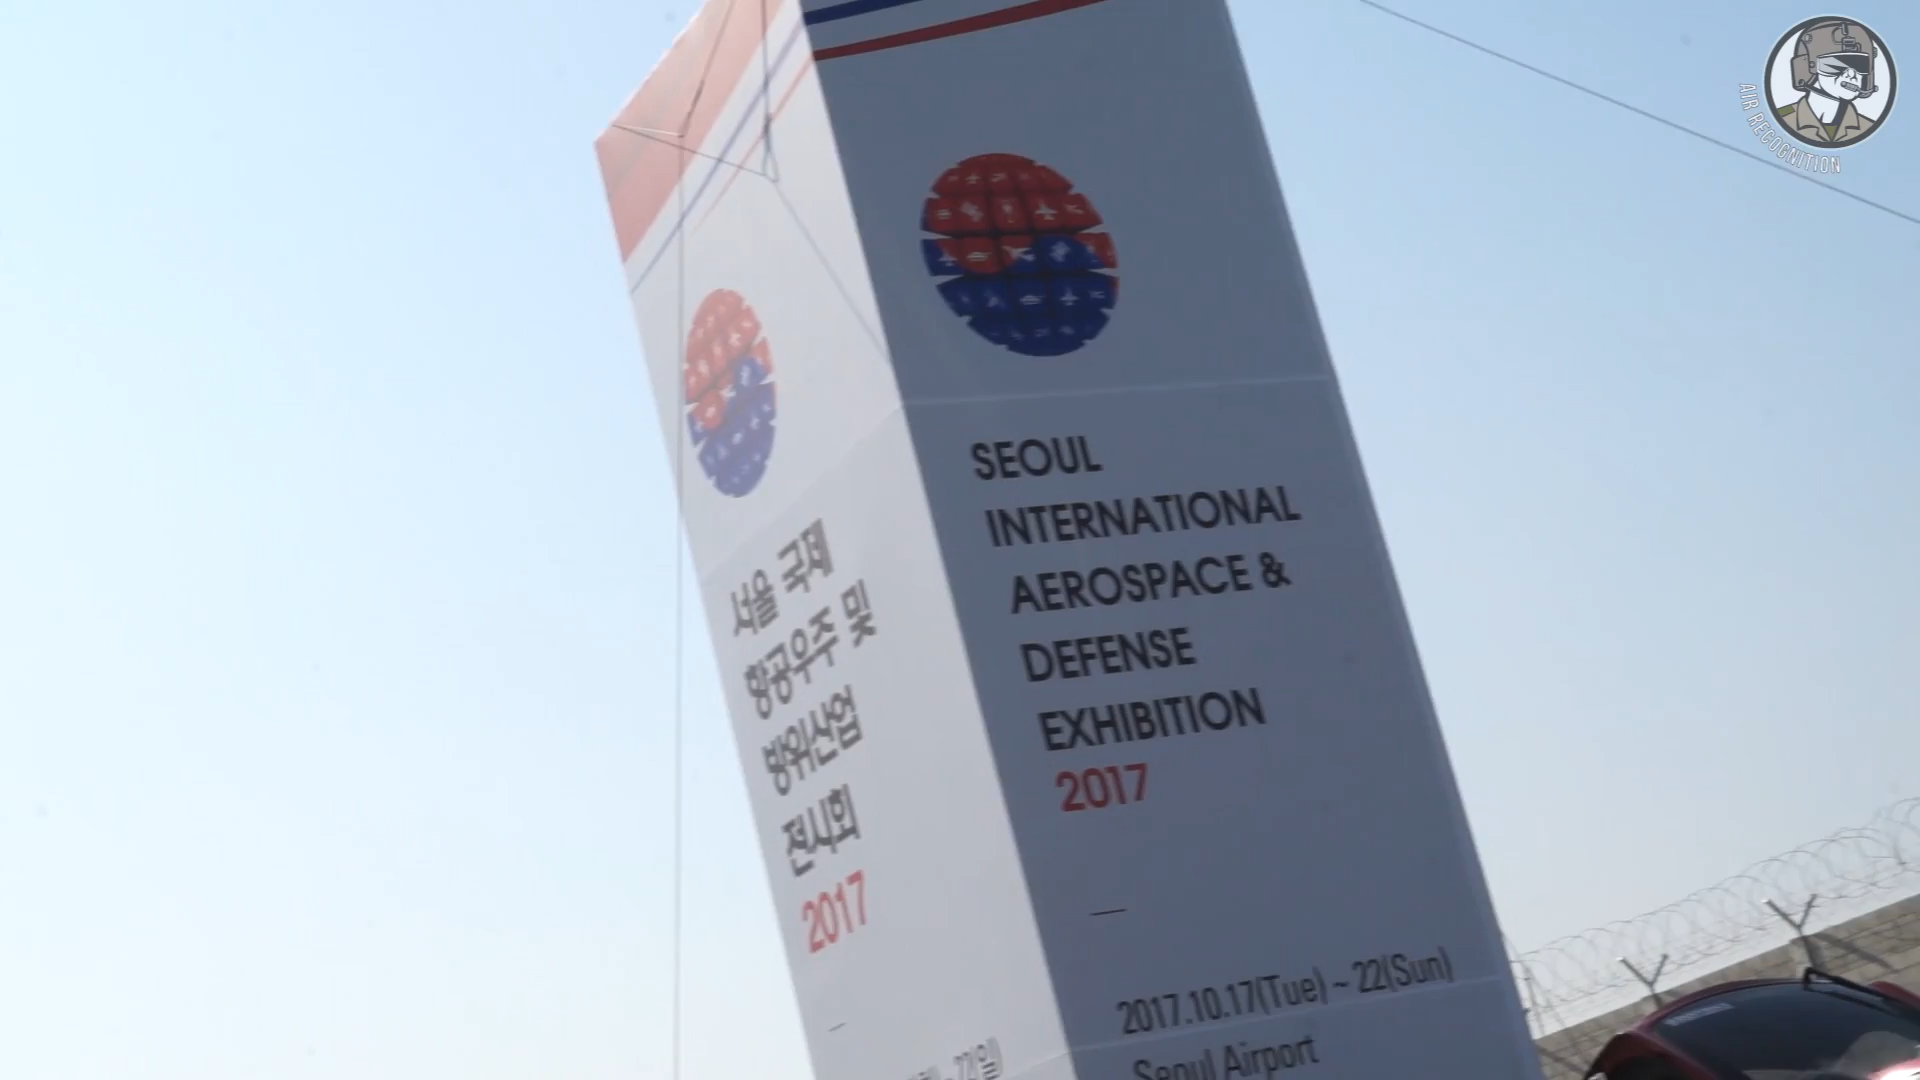 서울 국제
항공우주 및
방위산업
전시회
2017
SEOUL
INTERNATIONAL
AEROSPACE &
DEFENSE
EXHIBITION
2017
2017.10.17(Tue) ~ 22(Sun)
Seoul Airport
AIR RECOGNITION